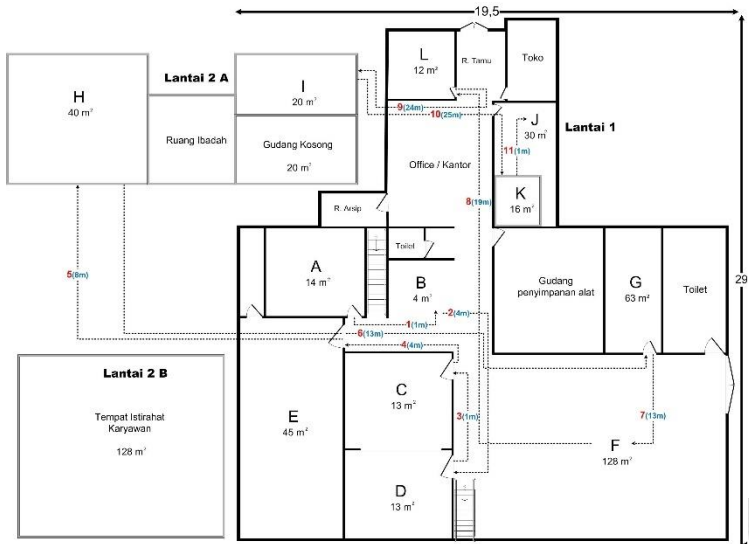 19,5
L
12 m²
R. Tamu
Toko
Lantai 2 A
H
40 m²
I
20 m²
Ruang Ibadah
Gudang Kosong
20 m²
9(24m)
10(25m)
J
30 m²
Lantai 1
11(1m)
Office / Kantor
K
16 m²
8(19m)
R. Arsip
Toilet
A
14 m²
B
4 m²
Gudang
penyimpanan alat
G
63 m²
Toilet
29
5(8m)
1(1m)
2(4m)
6(13m)
4(4m)
Lantai 2 B
Tempat Istirahat
Karyawan
128 m²
E
45 m²
C
13 m²
3(1m)
7(13m)
F
128 m²
D
13 m²